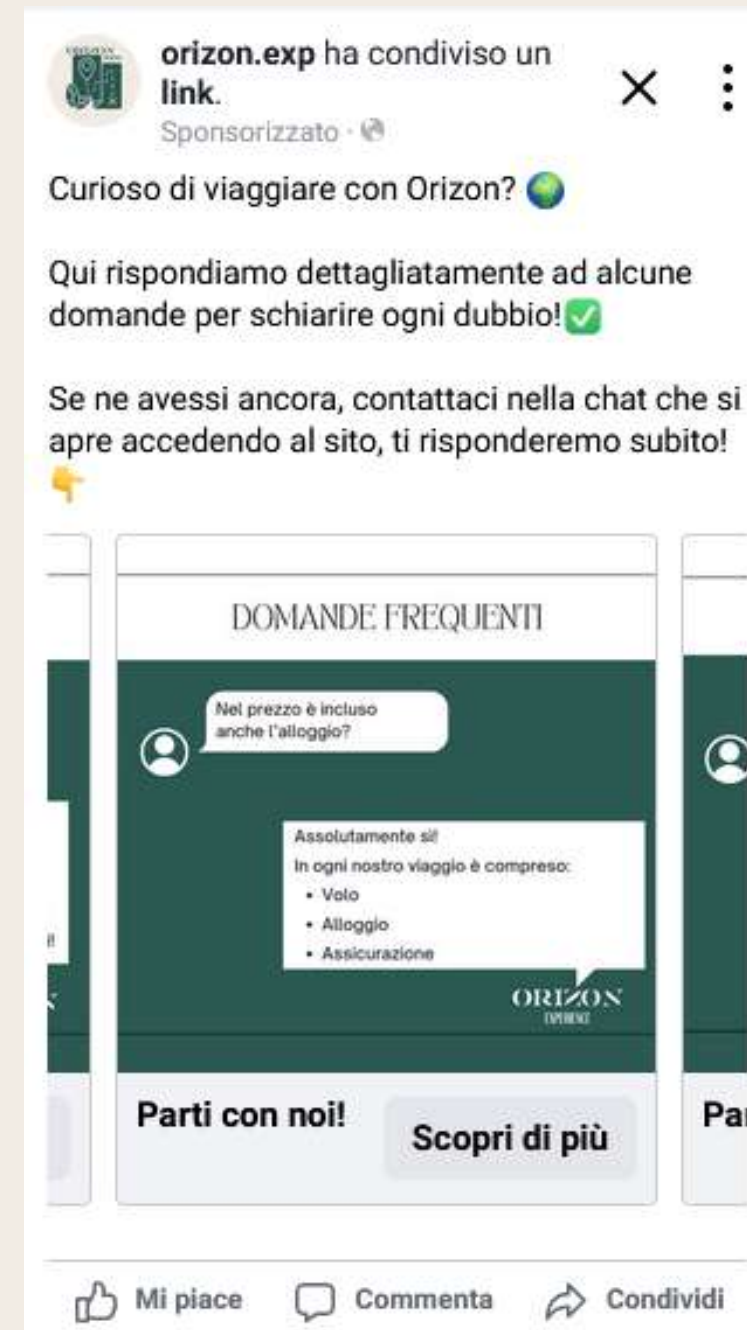 orizon.exp ha condiviso un
link.
Sponsorizzato ·
Curioso di viaggiare con Orizon? 🌍
Qui rispondiamo dettagliatamente ad alcune
domande per schiarire ogni dubbio!✅
Se ne avessi ancora, contattaci nella chat che si
apre accedendo al sito, ti risponderemo subito!
👇
DOMANDE FREQUENTI
Nel prezzo è incluso
anche l'alloggio?
Assolutamente si!
In ogni nostro viaggio è compreso:
• Volo
• Alloggio
• Assicurazione
ORIZON
EXPERIENCE
Parti con noi!
Scopri di più
Par
Mi piace
Commenta
Condividi